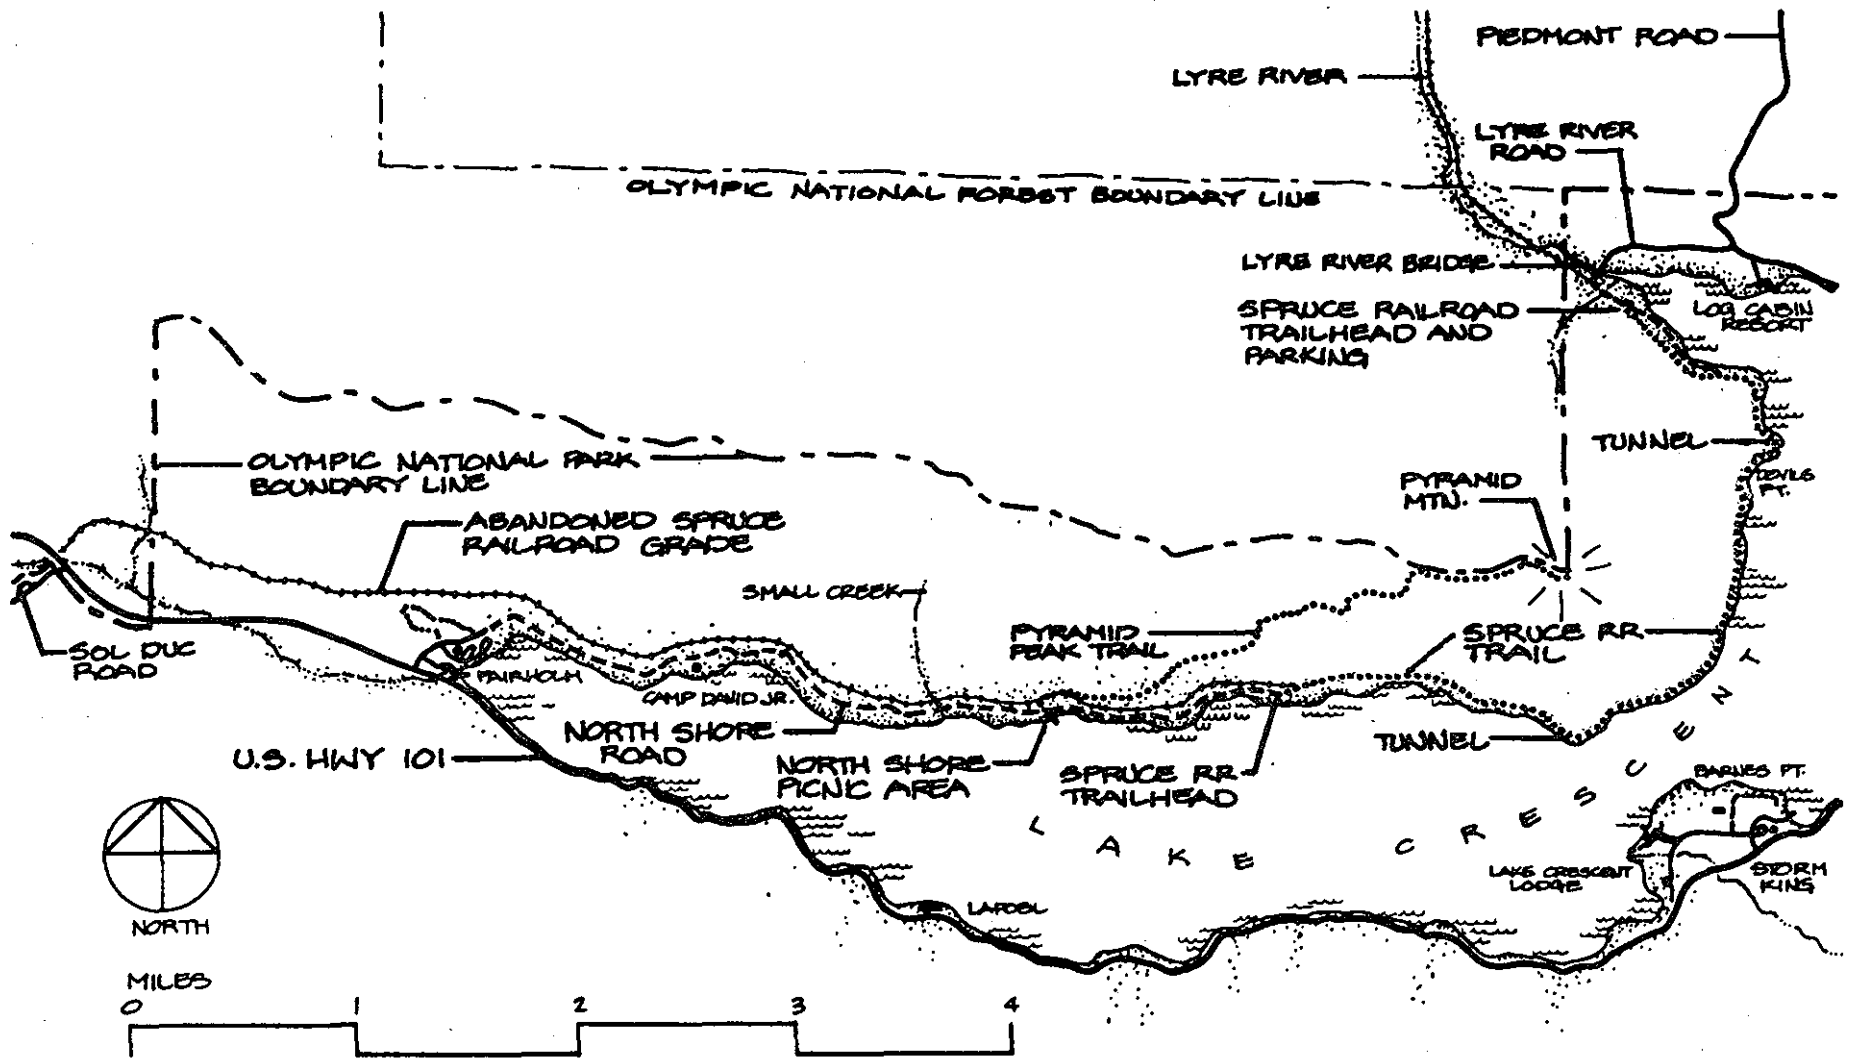 PIEDMONT ROAD
LYRE RIVER
LYRE RIVER
ROAD
OLYMPIC NATIONAL FOREST BOUNDARY LINE
LYRE RIVER BRIDGE
SPRUCE RAILROAD
TRAILHEAD AND
PARKING
LOG CABIN
RESORT
TUNNEL
DEVILS
PT.
OLYMPIC NATIONAL PARK
BOUNDARY LINE
PYRAMID
MTN.
ABANDONED SPRUCE
RAILROAD GRADE
SMALL CREEK
PYRAMID
PEAK TRAIL
SPRUCE RR
TRAIL
SOL DUC
ROAD
FAIRHOLM
CAMP DAVID JR.
NORTH SHORE
ROAD
U.S. HWY 101
NORTH SHORE
PICNIC AREA
SPRUCE RR
TRAILHEAD
TUNNEL
LAKE CRESCENT
BARNES PT.
LAKE CRESCENT
LODGE
STORM
KING
LAPOEL
NORTH
MILES
0 1 2 3 4